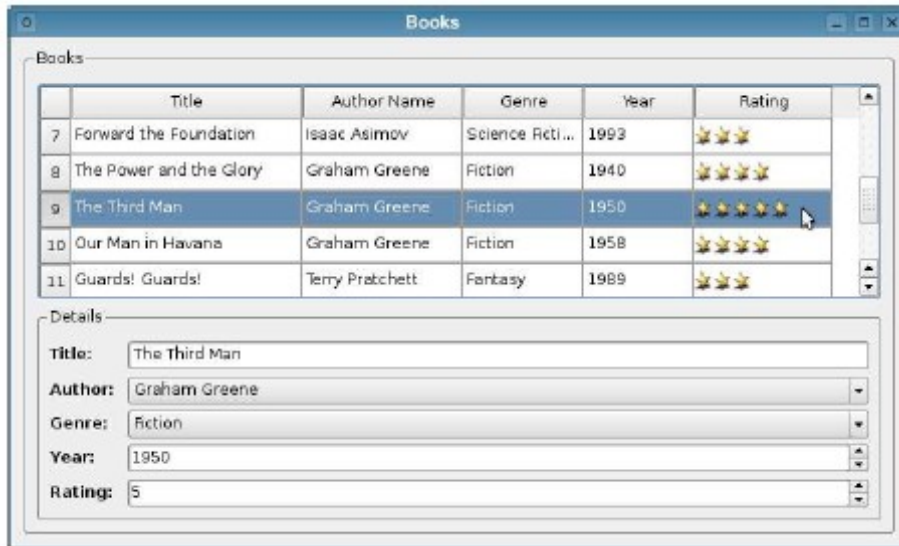 Books
Books
Title Author Name Genre Year Rating
7 Forward the Foundation Isaac Asimov Science Ficti... 1993
8 The Power and the Glory Graham Greene Fiction 1940
9 The Third Man Graham Greene Fiction 1950
10 Our Man in Havana Graham Greene Fiction 1958
11 Guards! Guards! Terry Pratchett Fantasy 1989
Details
Title: The Third Man
Author: Graham Greene
Genre: Fiction
Year: 1950
Rating: 5